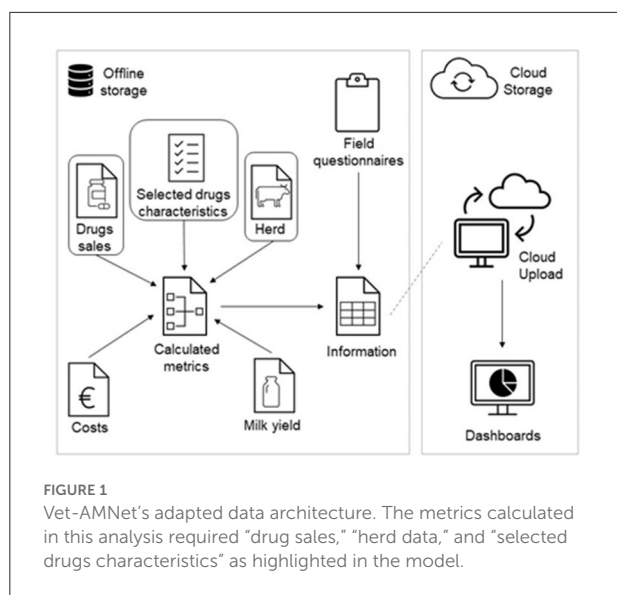 Offline
storage
Cloud
Storage
Field
questionnaires
Selected drugs
characteristics
Drugs
sales
Herd
Cloud
Upload
Calculated
metrics
Information
€
Costs
Milk yield
Dashboards
FIGURE 1
Vet-AMNet's adapted data architecture. The metrics calculated
in this analysis required "drug sales," "herd data," and "selected
drugs characteristics" as highlighted in the model.